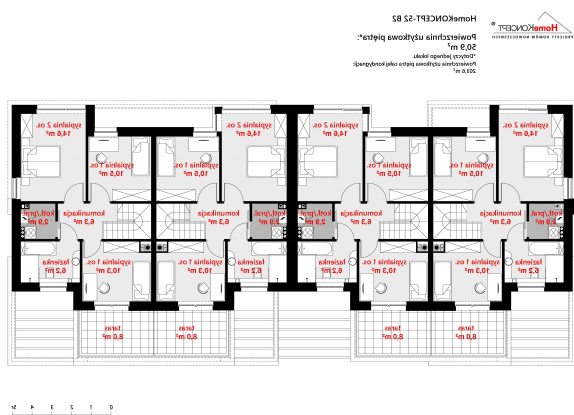 HomeKONCEPT-52 B2
HomeKONCEPT®
PROJEKTY DOMÓW NOWOCZESNYCH
Powierzchnia użytkowa piętra*:
50,9 m²
*Dotyczy jednego lokalu.
Powierzchnia użytkowa piętra całej kondygnacji:
203,6 m²
sypialnia 2 os.
14,6 m²
sypialnia 1 os.
10,5 m²
sypialnia 1 os.
10,5 m²
sypialnia 2 os.
14,6 m²
sypialnia 2 os.
14,6 m²
sypialnia 1 os.
10,5 m²
sypialnia 1 os.
10,5 m²
sypialnia 2 os.
14,6 m²
kotł./pral.
2,9 m²
komunikacja
6,3 m²
komunikacja
6,3 m²
kotł./pral.
2,9 m²
kotł./pral.
2,9 m²
komunikacja
6,3 m²
komunikacja
6,3 m²
kotł./pral.
2,9 m²
łazienka
6,2 m²
sypialnia 1 os.
10,3 m²
sypialnia 1 os.
10,3 m²
łazienka
6,2 m²
łazienka
6,2 m²
sypialnia 1 os.
10,3 m²
sypialnia 1 os.
10,3 m²
łazienka
6,2 m²
taras
8,0 m²
taras
8,0 m²
taras
8,0 m²
taras
8,0 m²
0 1 2 3 4 5m